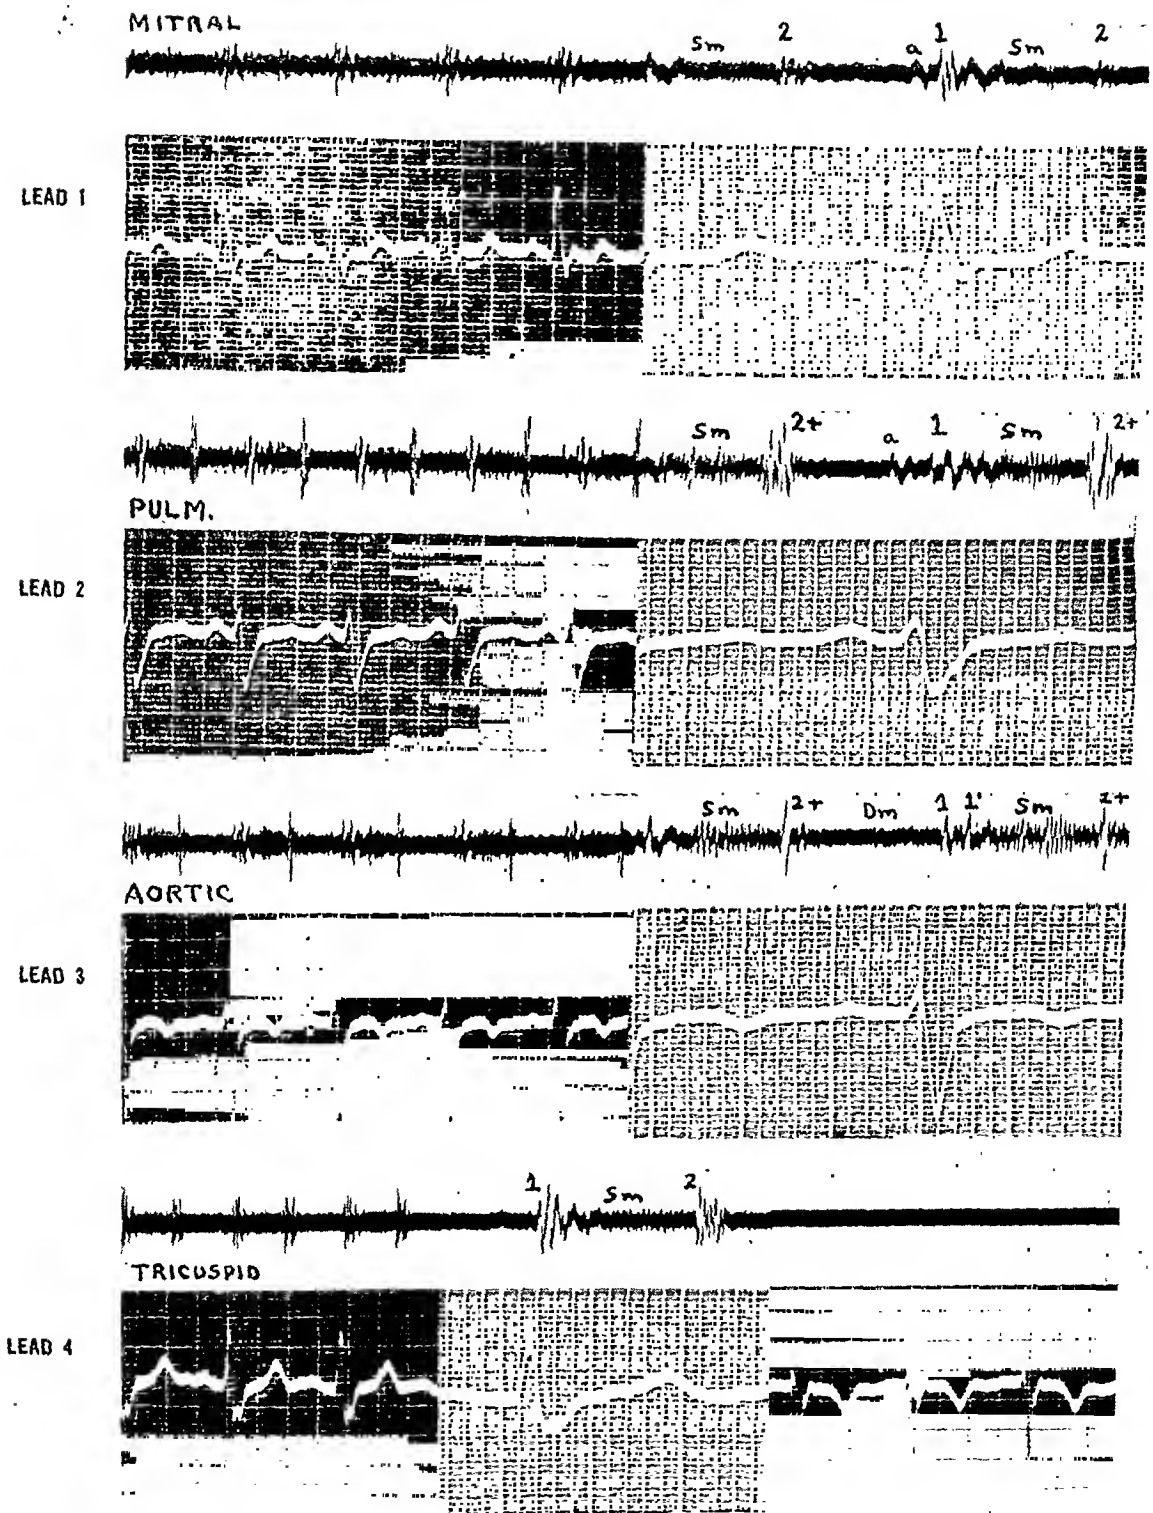 MITRAL
Sm 2 a 1 Sm 2
LEAD 1
Sm 2+ a 1 Sm 2+
PULM.
LEAD 2
Sm 2+ Dm 1 1' Sm 2+
AORTIC
LEAD 3
1 Sm 2
TRICUSPID
LEAD 4